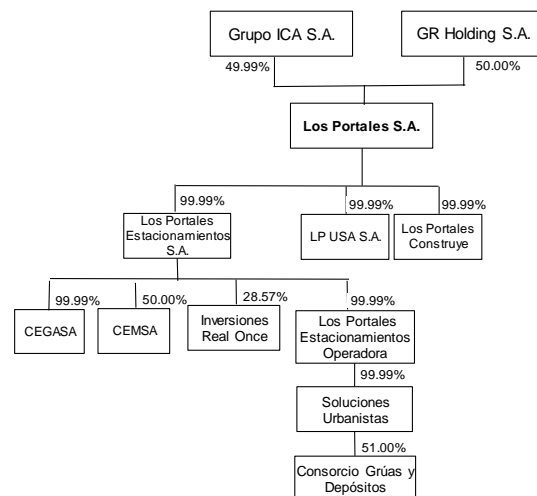 Grupo ICA S.A.
GR Holding S.A.
49.99%
50.00%
Los Portales S.A.
99.99%
99.99%
99.99%
Los Portales
Estacionamientos
S.A.
LP USA S.A.
Los Portales
Construye
99.99%
50.00%
28.57%
99.99%
CEGASA
CEMSA
Inversiones
Real Once
Los Portales
Estacionamientos
Operadora
99.99%
Soluciones
Urbanistas
51.00%
Consorcio Grúas y
Depósitos